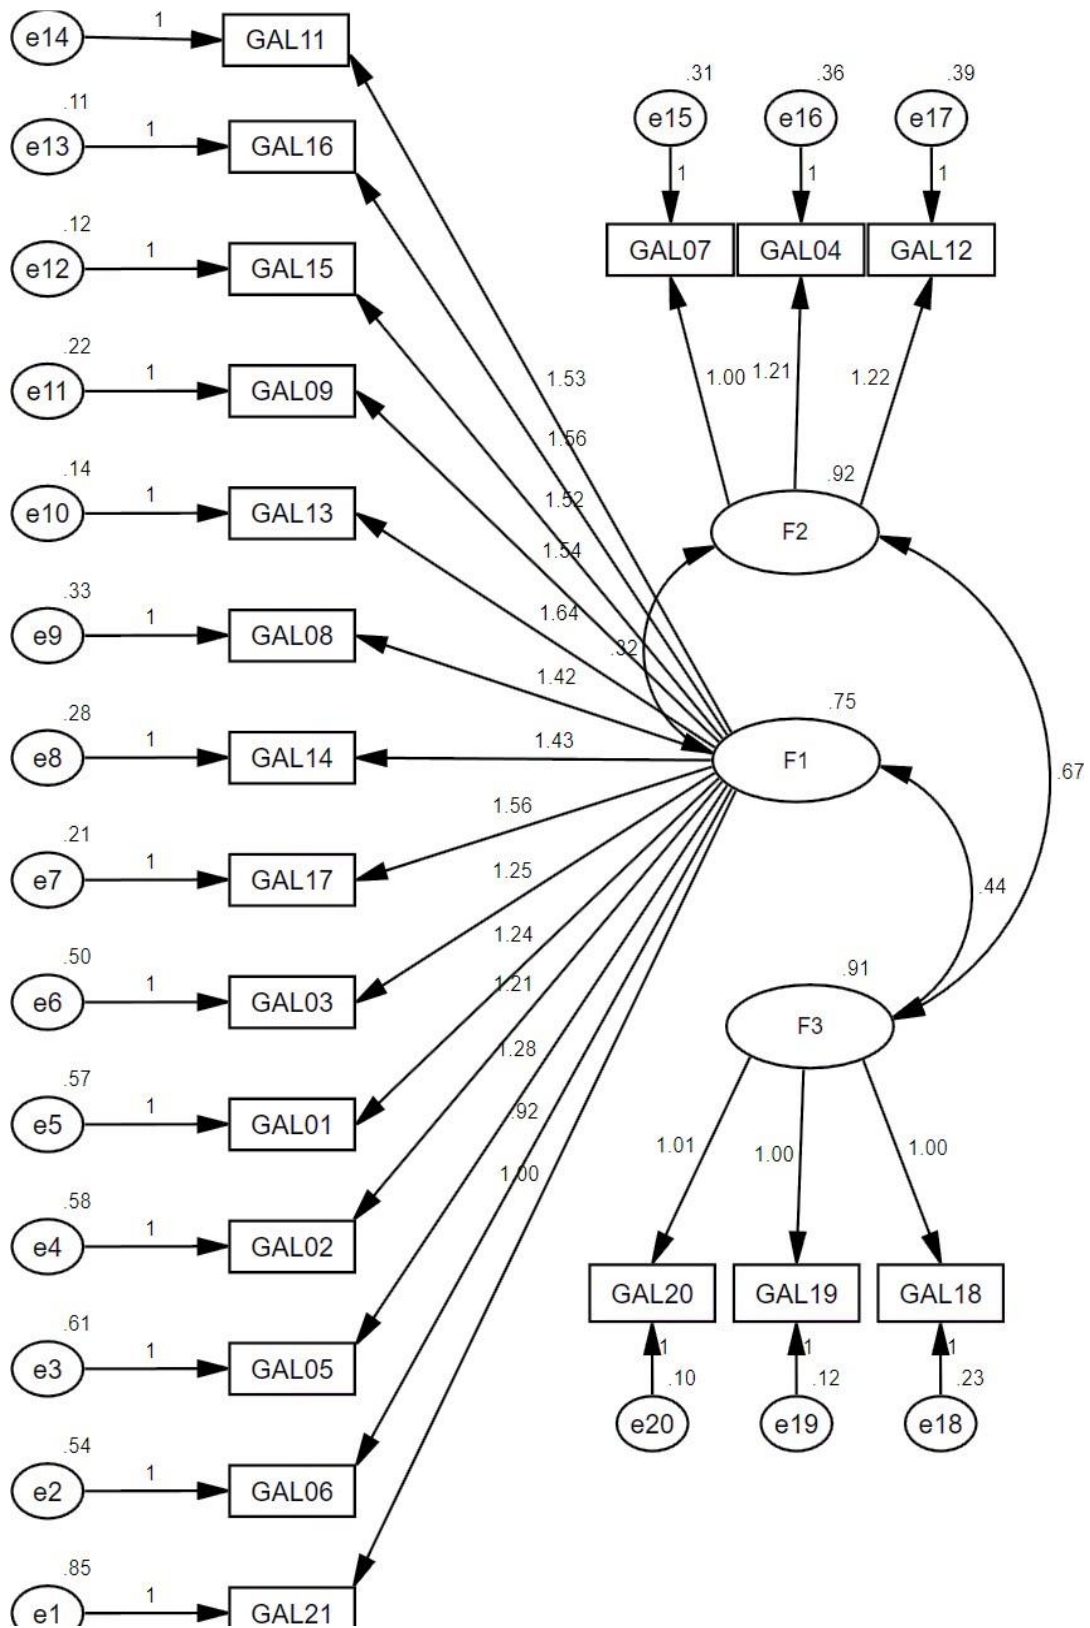 1
e14
GAL11
.11
1
e13
GAL16
.12
1
e12
GAL15
.22
1
e11
GAL09
.14
1
e10
GAL13
.33
1
e9
GAL08
.28
1
e8
GAL14
.21
1
e7
GAL17
.50
1
e6
GAL03
.57
1
e5
GAL01
.58
1
e4
GAL02
.61
1
e3
GAL05
.54
1
e2
GAL06
.85
1
e1
GAL21
1.53
1.56
1.52
1.54
1.64
1.42
1.43
1.56
1.25
1.24
1.21
1.28
.92
1.00
.31 .36 .39
e15 e16 e17
1 1 1
GAL07 GAL04 GAL12
1.00 1.21 1.22
.92
F2
.32
.75
F1
.67
.44
.91
F3
1.01 1.00 1.00
GAL20 GAL19 GAL18
1 1 1
.10 .12 .23
e20 e19 e18